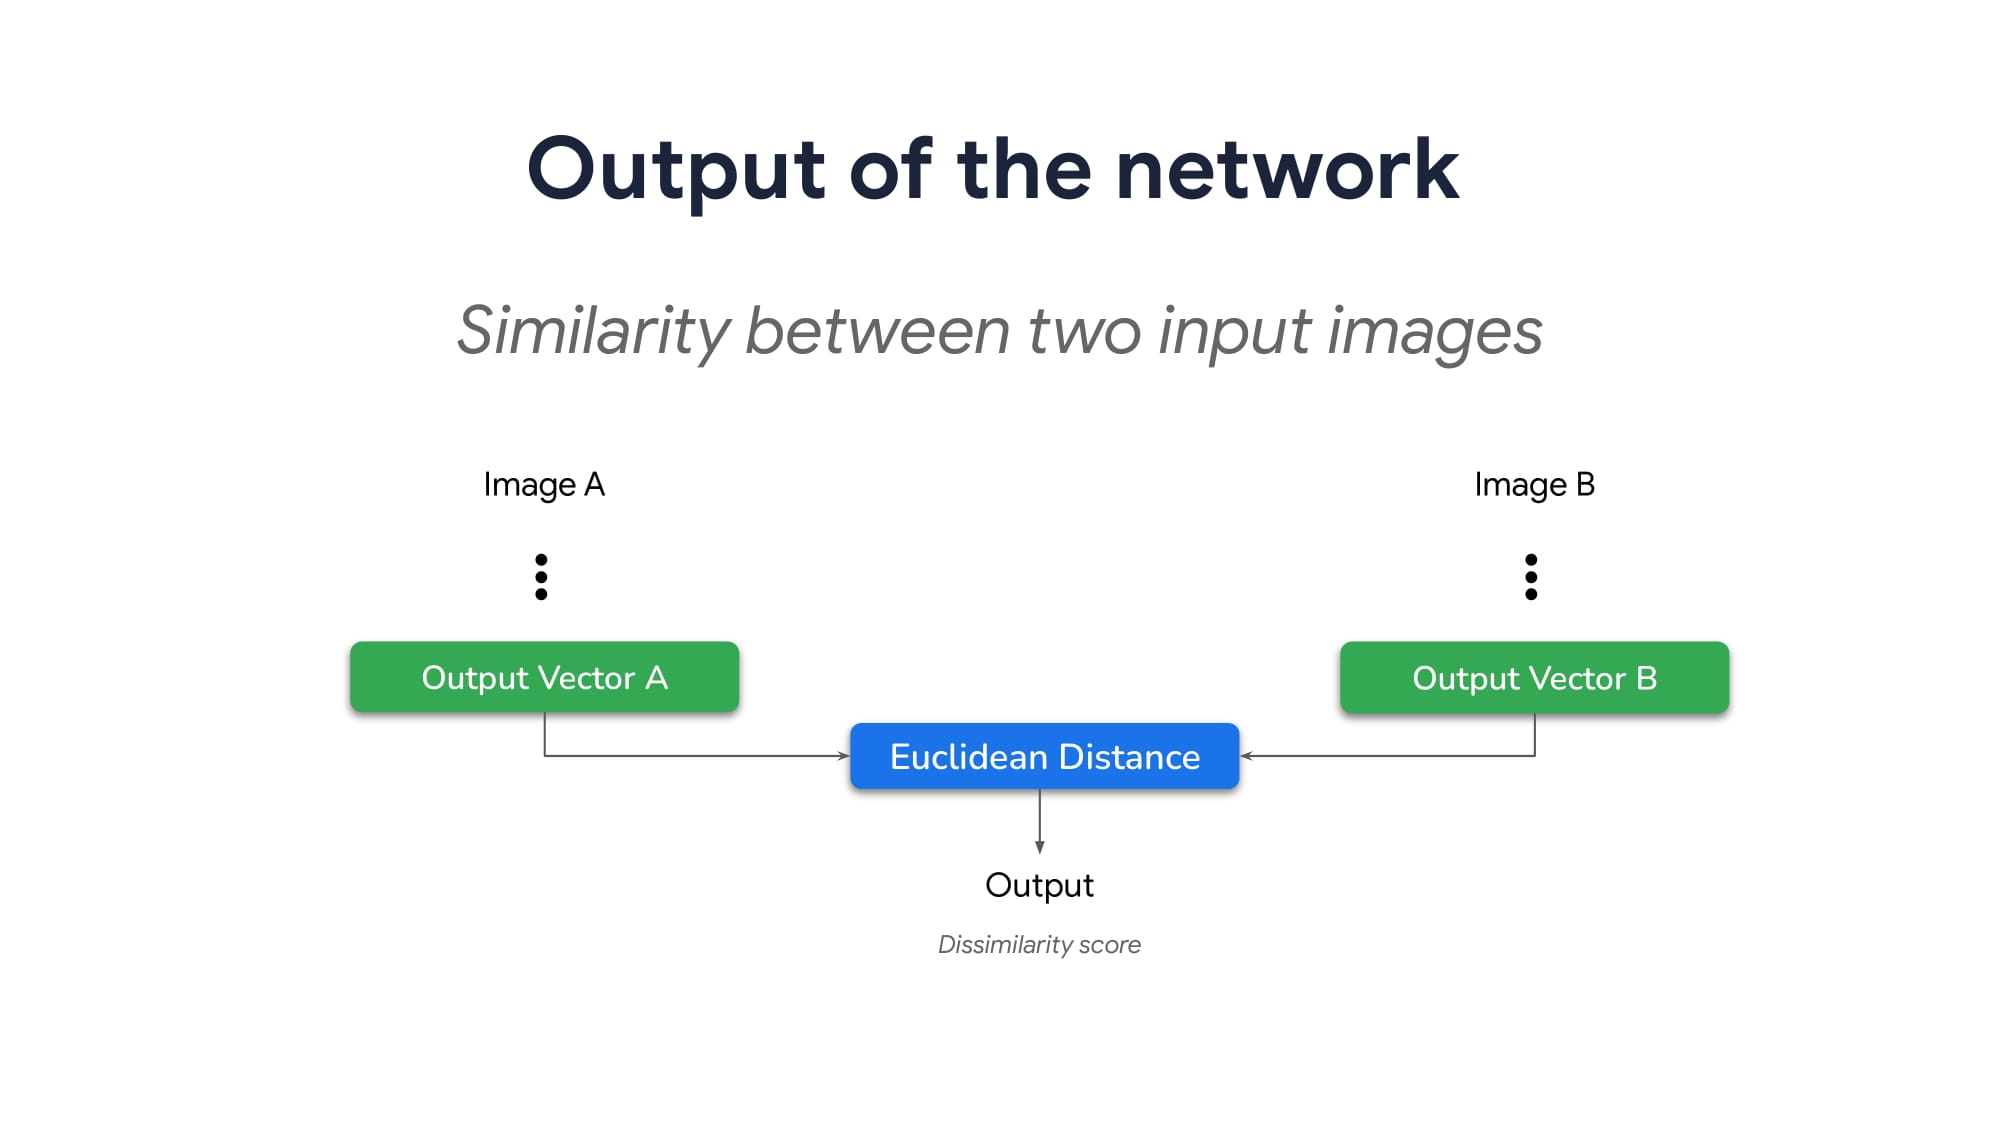 Output of the network
Similarity between two input images
Image A
Image B
Output Vector A
Output Vector B
Euclidean Distance
Output
Dissimilarity score